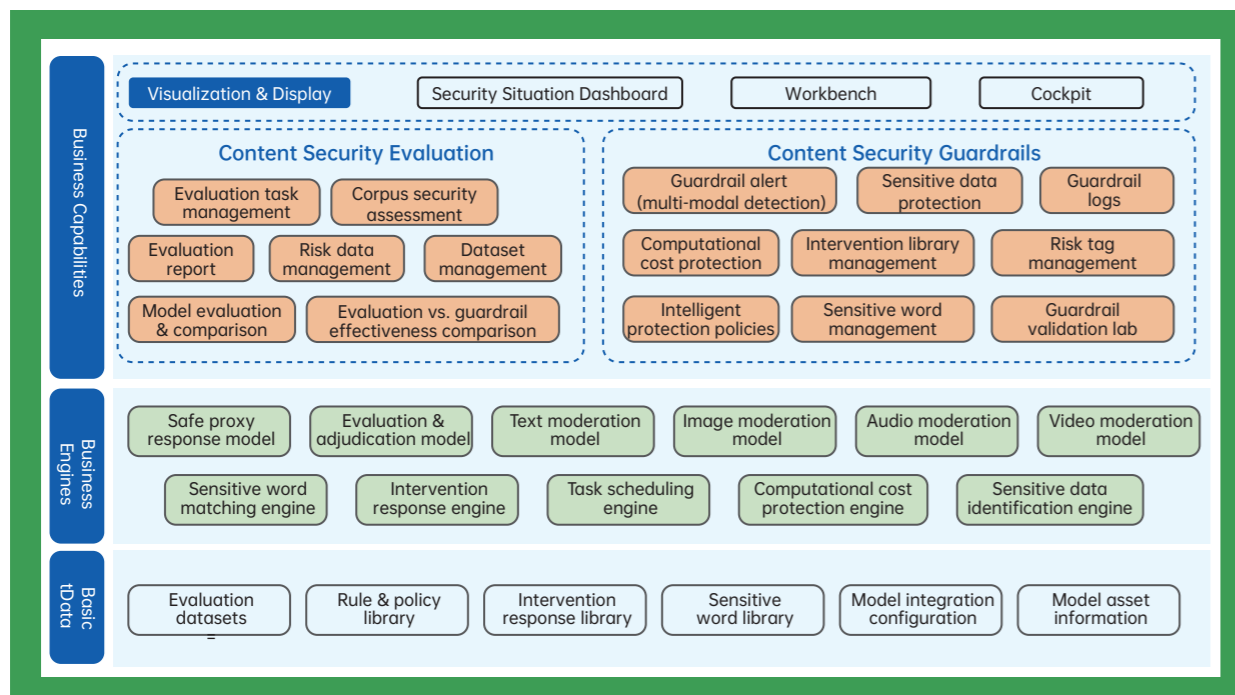 Business Capabilities
Visualization & Display
Security Situation Dashboard
Workbench
Cockpit
Content Security Evaluation
Evaluation task
management
Corpus security
assessment
Evaluation
report
Risk data
management
Dataset
management
Model evaluation
& comparison
Evaluation vs. guardrail
effectiveness comparison
Content Security Guardrails
Guardrail alert
(multi-modal detection)
Sensitive data
protection
Guardrail
logs
Computational
cost protection
Intervention library
management
Risk tag
management
Intelligent
protection policies
Sensitive word
management
Guardrail
validation lab
Business
Engines
Safe proxy
response model
Evaluation &
adjudication model
Text moderation
model
Image moderation
model
Audio moderation
model
Video moderation
model
Sensitive word
matching engine
Intervention
response engine
Task scheduling
engine
Computational cost
protection engine
Sensitive data
identification engine
Basic
tData
Evaluation
datasets
=
Rule & policy
library
Intervention
response library
Sensitive
word library
Model integration
configuration
Model asset
information